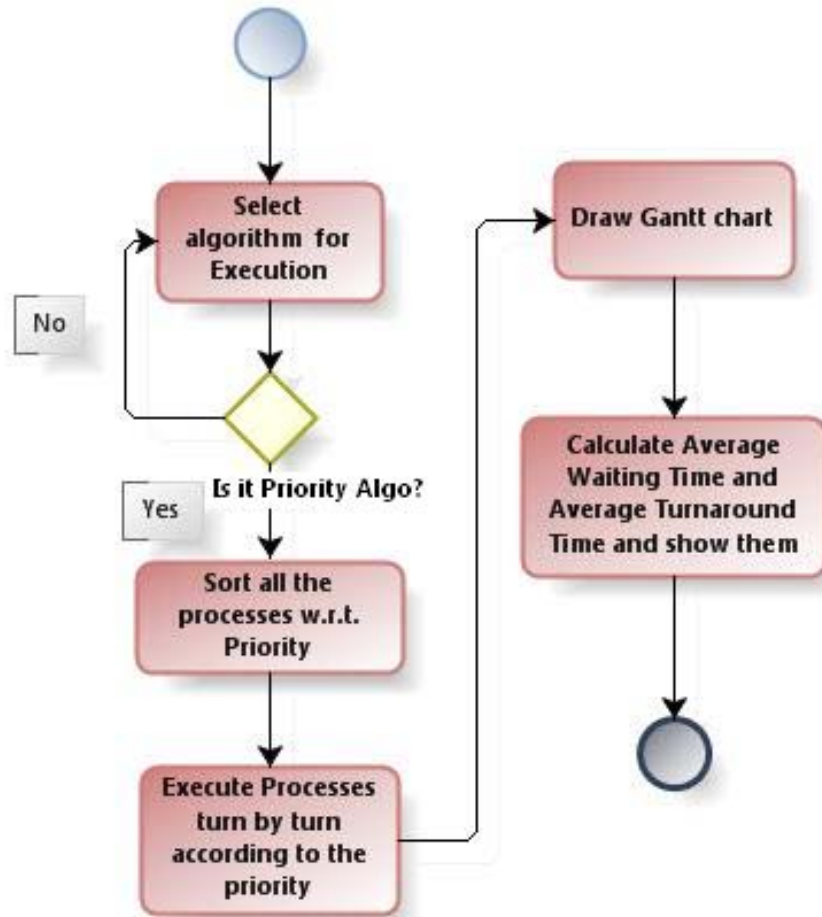 Select
algorithm for
Execution
No
Is it Priority Algo?
Yes
Sort all the
processes w.r.t.
Priority
Execute Processes
turn by turn
according to the
priority
Draw Gantt chart
Calculate Average
Waiting Time and
Average Turnaround
Time and show them